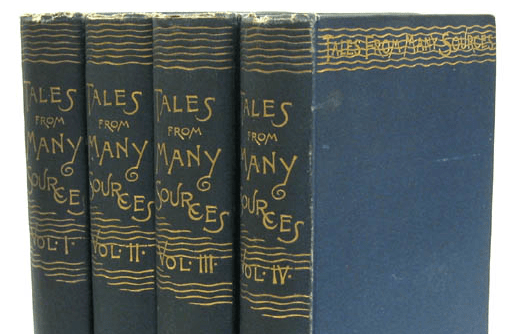 TALES
FROM
MANY
SOURCES
VOL· I·
TALES
FROM
MANY
SOURCES
VOL· II·
TALES
FROM
MANY
SOURCES
VOL· III·
TALES
FROM
MANY
SOURCES
VOL· IV·
TALES FROM MANY SOURCES